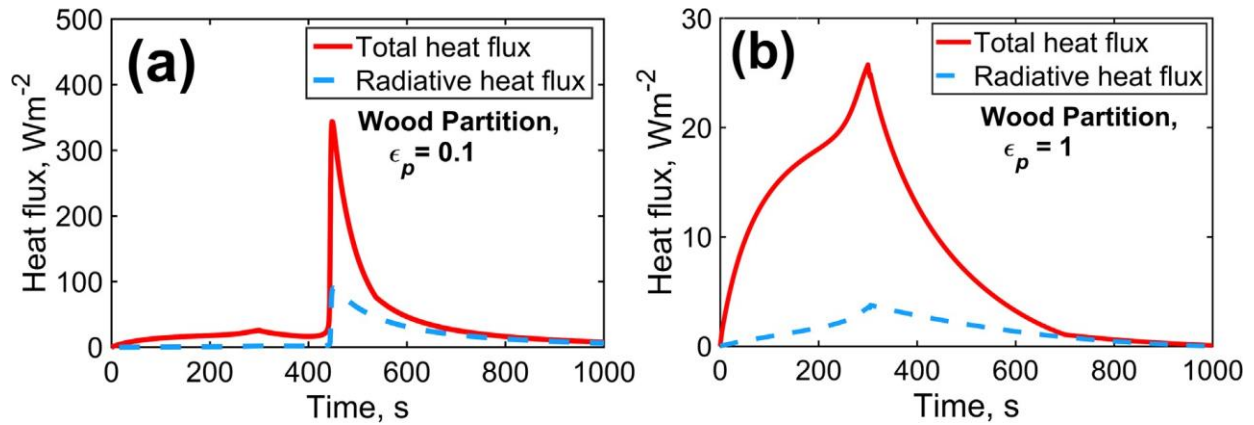 (a)
Total heat flux
Radiative heat flux
Wood Partition,
ϵp = 0.1
Heat flux, Wm-2
500
400
300
200
100
0
0 200 400 600 800 1000
Time, s
(b)
Total heat flux
Radiative heat flux
Wood Partition,
ϵp = 1
Heat flux, Wm-2
30
20
10
0
0 200 400 600 800 1000
Time, s